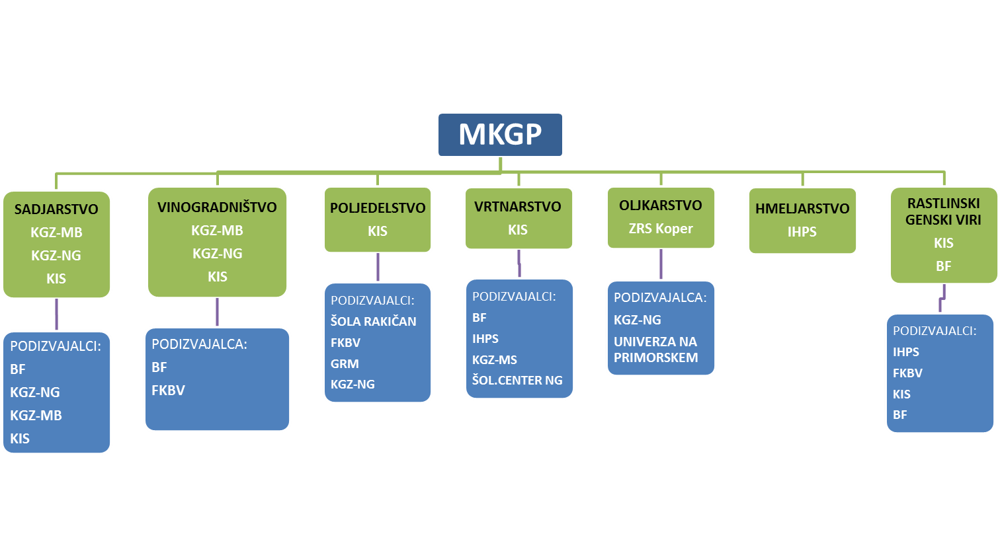 MKGP
SADJARSTVO
KGZ-MB
KGZ-NG
KIS
PODIZVAJALCI:
BF
KGZ-NG
KGZ-MB
KIS
VINOGRADNIŠTVO
KGZ-MB
KGZ-NG
KIS
PODIZVAJALCA:
BF
FKBV
POLJEDELSTVO
KIS
PODIZVAJALCI:
ŠOLA RAKIČAN
FKBV
GRM
KGZ-NG
VRTNARSTVO
KIS
PODIZVAJALCI:
BF
IHPS
KGZ-MS
ŠOL.CENTER NG
OLJKARSTVO
ZRS Koper
PODIZVAJALCA:
KGZ-NG
UNIVERZA NA
PRIMORSKEM
HMELJARSTVO
IHPS
RASTLINSKI
GENSKI VIRI
KIS
BF
PODIZVAJALCI:
IHPS
FKBV
KIS
BF